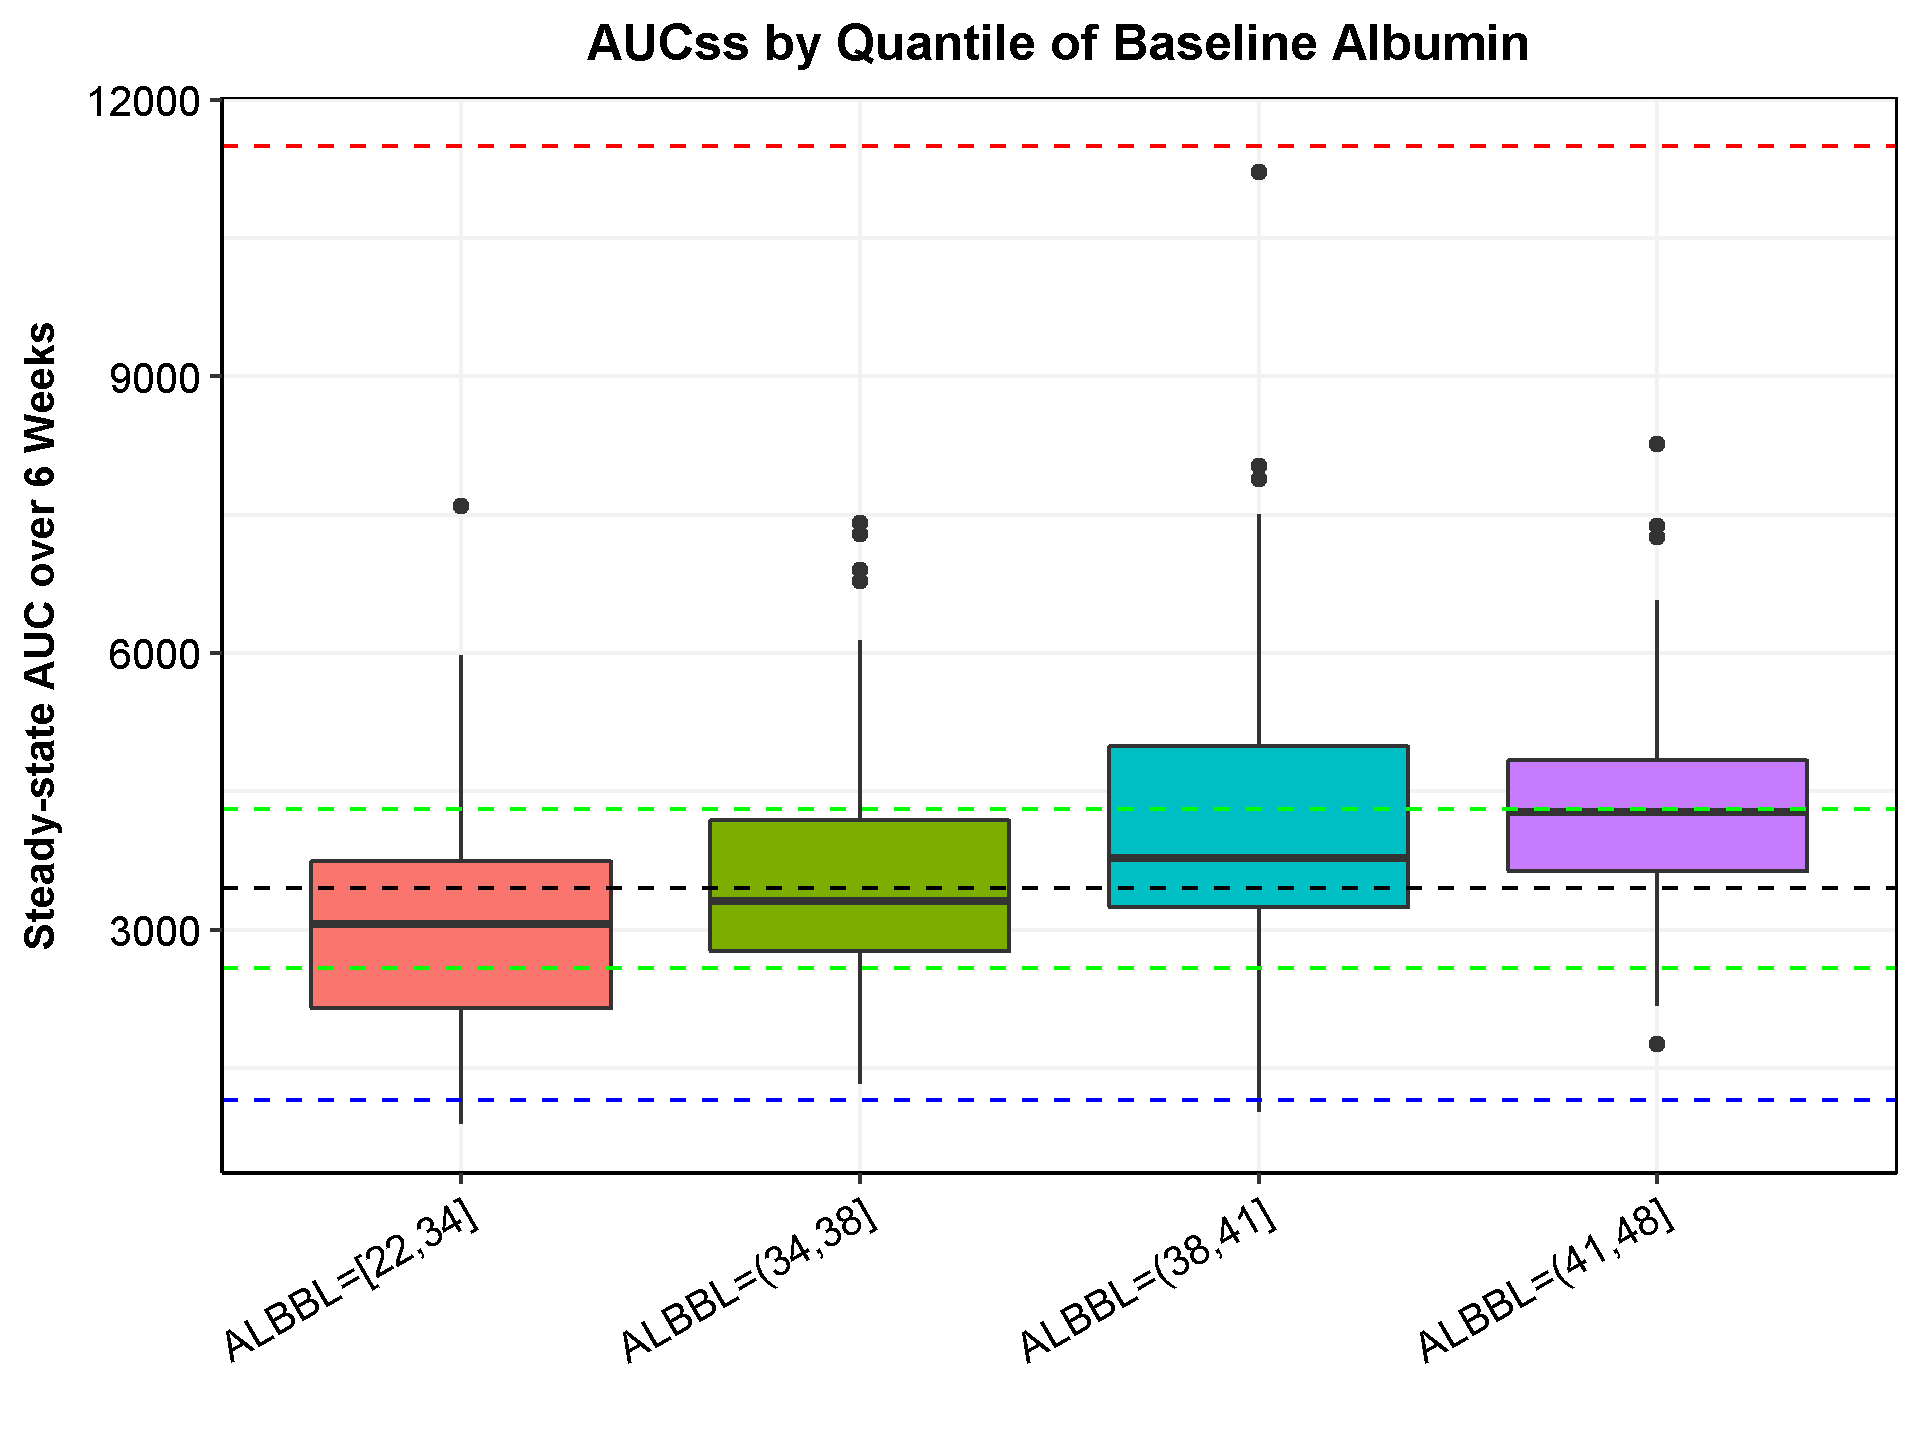 AUCss by Quantile of Baseline Albumin
Steady-state AUC over 6 Weeks
12000
9000
6000
3000
ALBBL=[22,34]
ALBBL=(34,38]
ALBBL=(38,41]
ALBBL=(41,48]